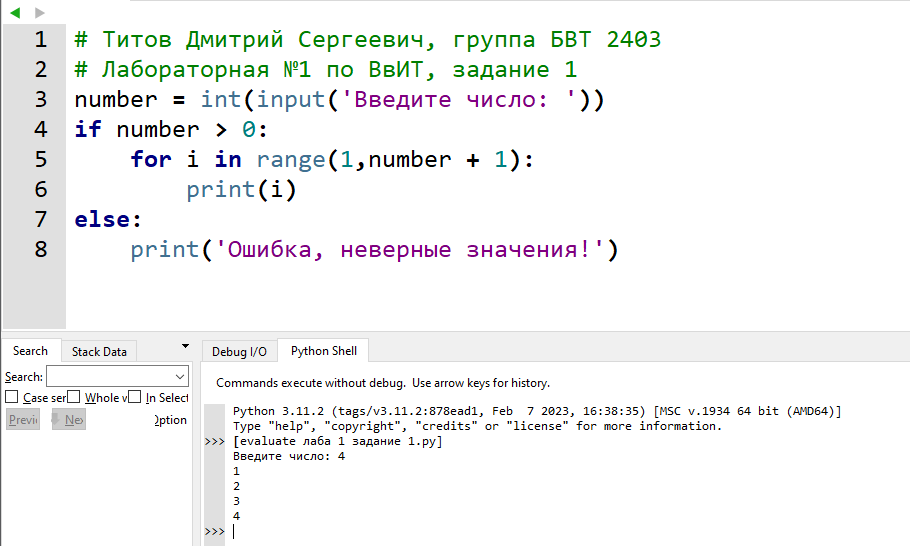 1 # Титов Дмитрий Сергеевич, группа БВТ 2403
2 # Лабораторная №1 по ВвИТ, задание 1
3 number = int(input('Введите число: '))
4 if number > 0:
5     for i in range(1,number + 1):
6         print(i)
7 else:
8     print('Ошибка, неверные значения!')
Search Stack Data
Search:
Case ser Whole v In Select
Previ Nex Option
Debug I/O Python Shell
Commands execute without debug.  Use arrow keys for history.
Python 3.11.2 (tags/v3.11.2:878ead1, Feb  7 2023, 16:38:35) [MSC v.1934 64 bit (AMD64)]
Type "help", "copyright", "credits" or "license" for more information.
>>> [evaluate лаба 1 задание 1.py]
Введите число: 4
1
2
3
4
>>>